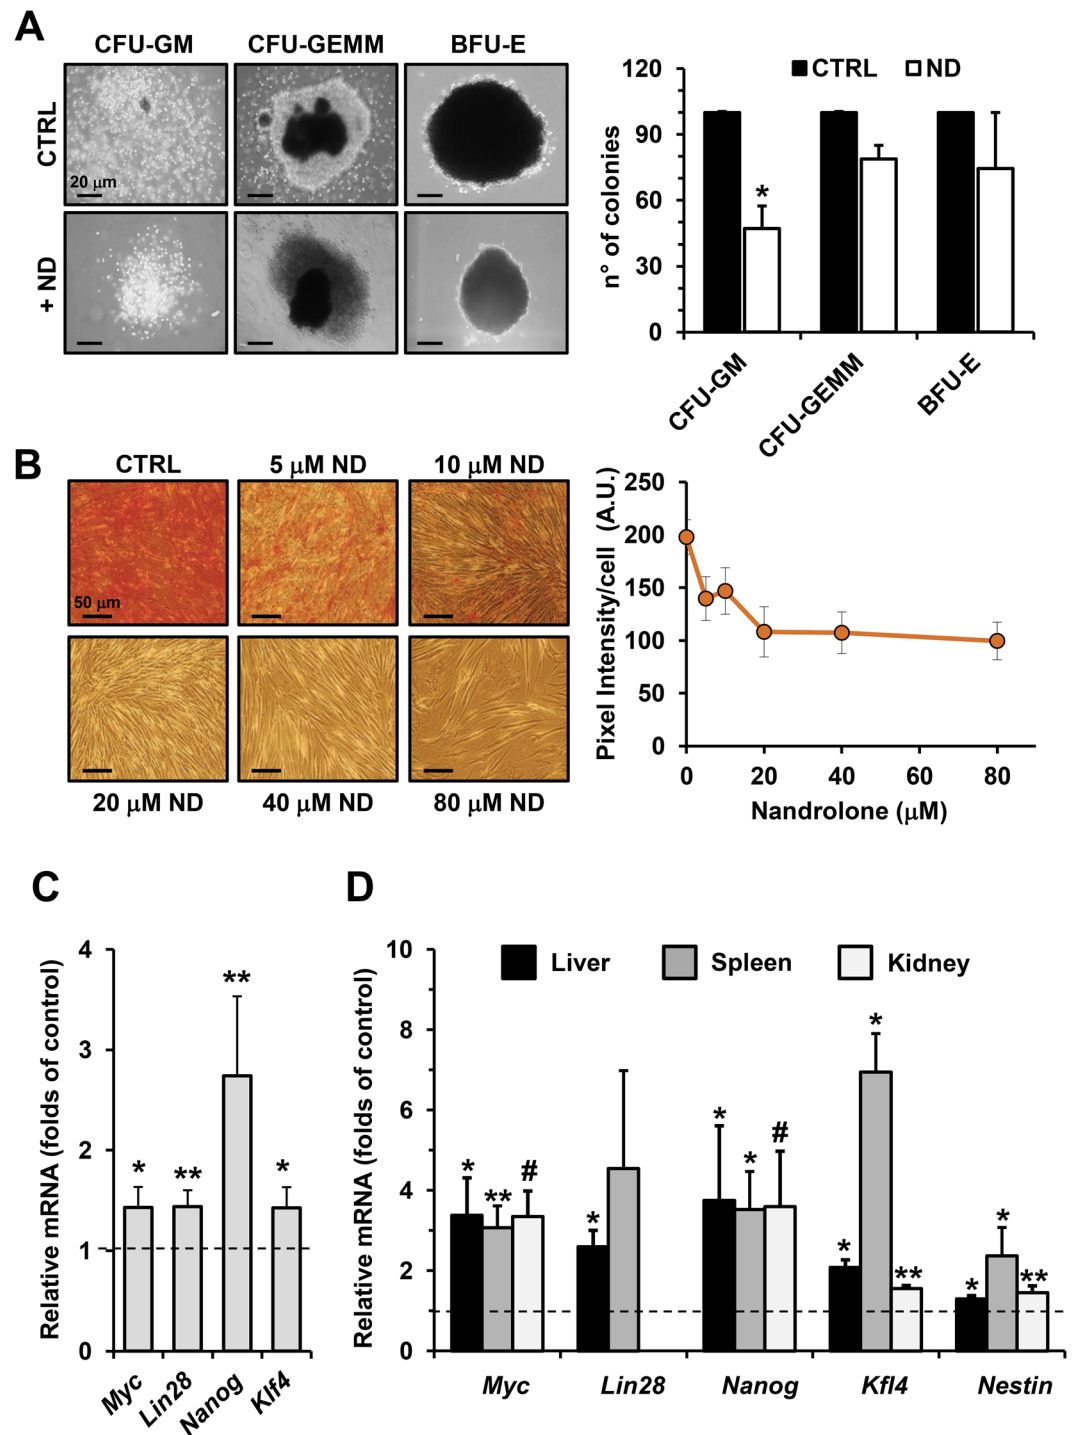 A
CFU-GM CFU-GEMM BFU-E
CTRL
20 μm
+ ND
CTRL ND
n° of colonies
120
90
60
30
0
*
CFU-GM CFU-GEMM BFU-E
B
CTRL 5 μM ND 10 μM ND
50 μm
20 μM ND 40 μM ND 80 μM ND
Pixel Intensity/cell (A.U.)
250
200
150
100
50
0
0 20 40 60 80
Nandrolone (μM)
C
Relative mRNA (folds of control)
4
3
2
1
0
* ** ** *
Myc Lin28 Nanog Klf4
D
Relative mRNA (folds of control)
Liver Spleen Kidney
10
8
6
4
2
0
* ** # * * * # * * ** * * **
Myc Lin28 Nanog Kfl4 Nestin